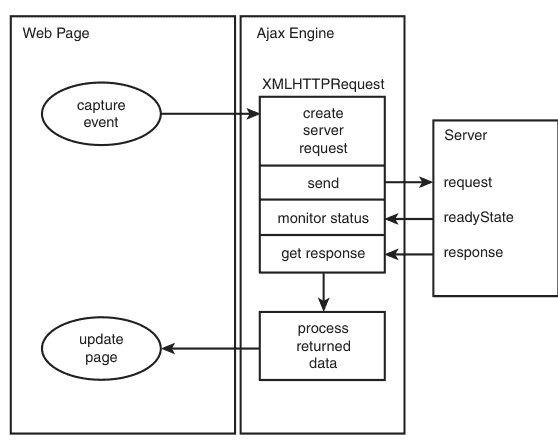 Web Page
capture
event
update
page
Ajax Engine
XMLHTTPRequest
create
server
request
send
monitor status
get response
process
returned
data
Server
request
readyState
response